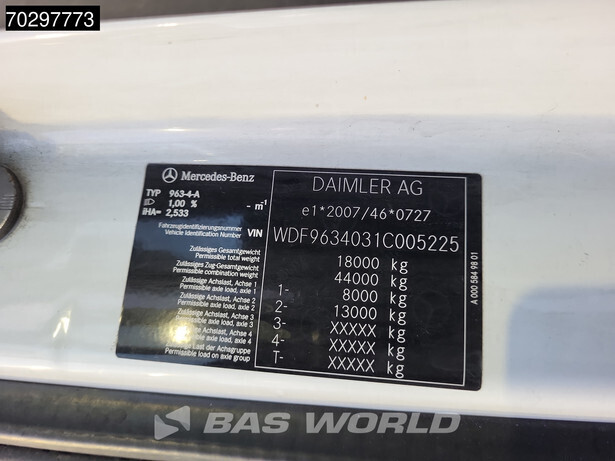 70297773
Mercedes-Benz
DAIMLER AG
TYP 963-4-A
1,00 % - m⁻¹
iHA= 2,533
e1*2007/46*0727
Fahrzeugidentifizierungsnummer
Vehicle Identification Number VIN WDF9634031C005225
Zulässiges Gesamtgewicht
Permissible total weight 18000 kg
Zulässiges Zug-Gesamtgewicht
Permissible combination weight 44000 kg
Zulässige Achslast, Achse 1
Permissible axle load, axle 1 1- 8000 kg
Zulässige Achslast, Achse 2
Permissible axle load, axle 2 2- 13000 kg
Zulässige Achslast, Achse 3
Permissible axle load, axle 3 3- XXXXX kg
Zulässige Achslast, Achse 4
Permissible axle load, axle 4 4- XXXXX kg
Zulässige Last der Achsgruppe
Permissible load on axle group T- XXXXX kg
A 000 584 98 01
BAS WORLD